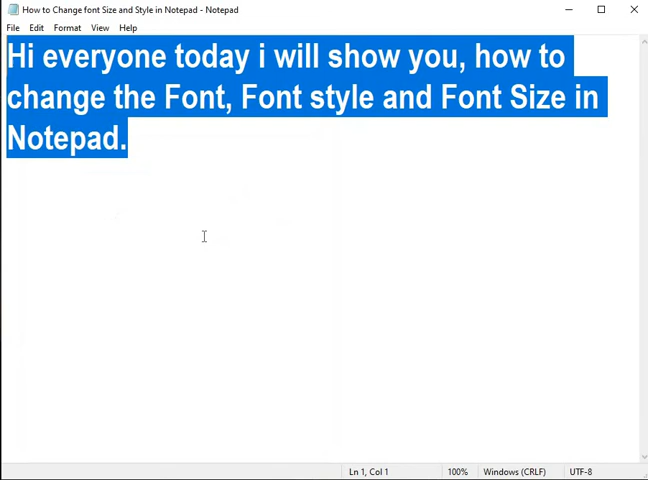 How to Change font Size and Style in Notepad - Notepad
File Edit Format View Help
Hi everyone today i will show you, how to
change the Font, Font style and Font Size in
Notepad.
Ln 1, Col 1 100% Windows (CRLF) UTF-8